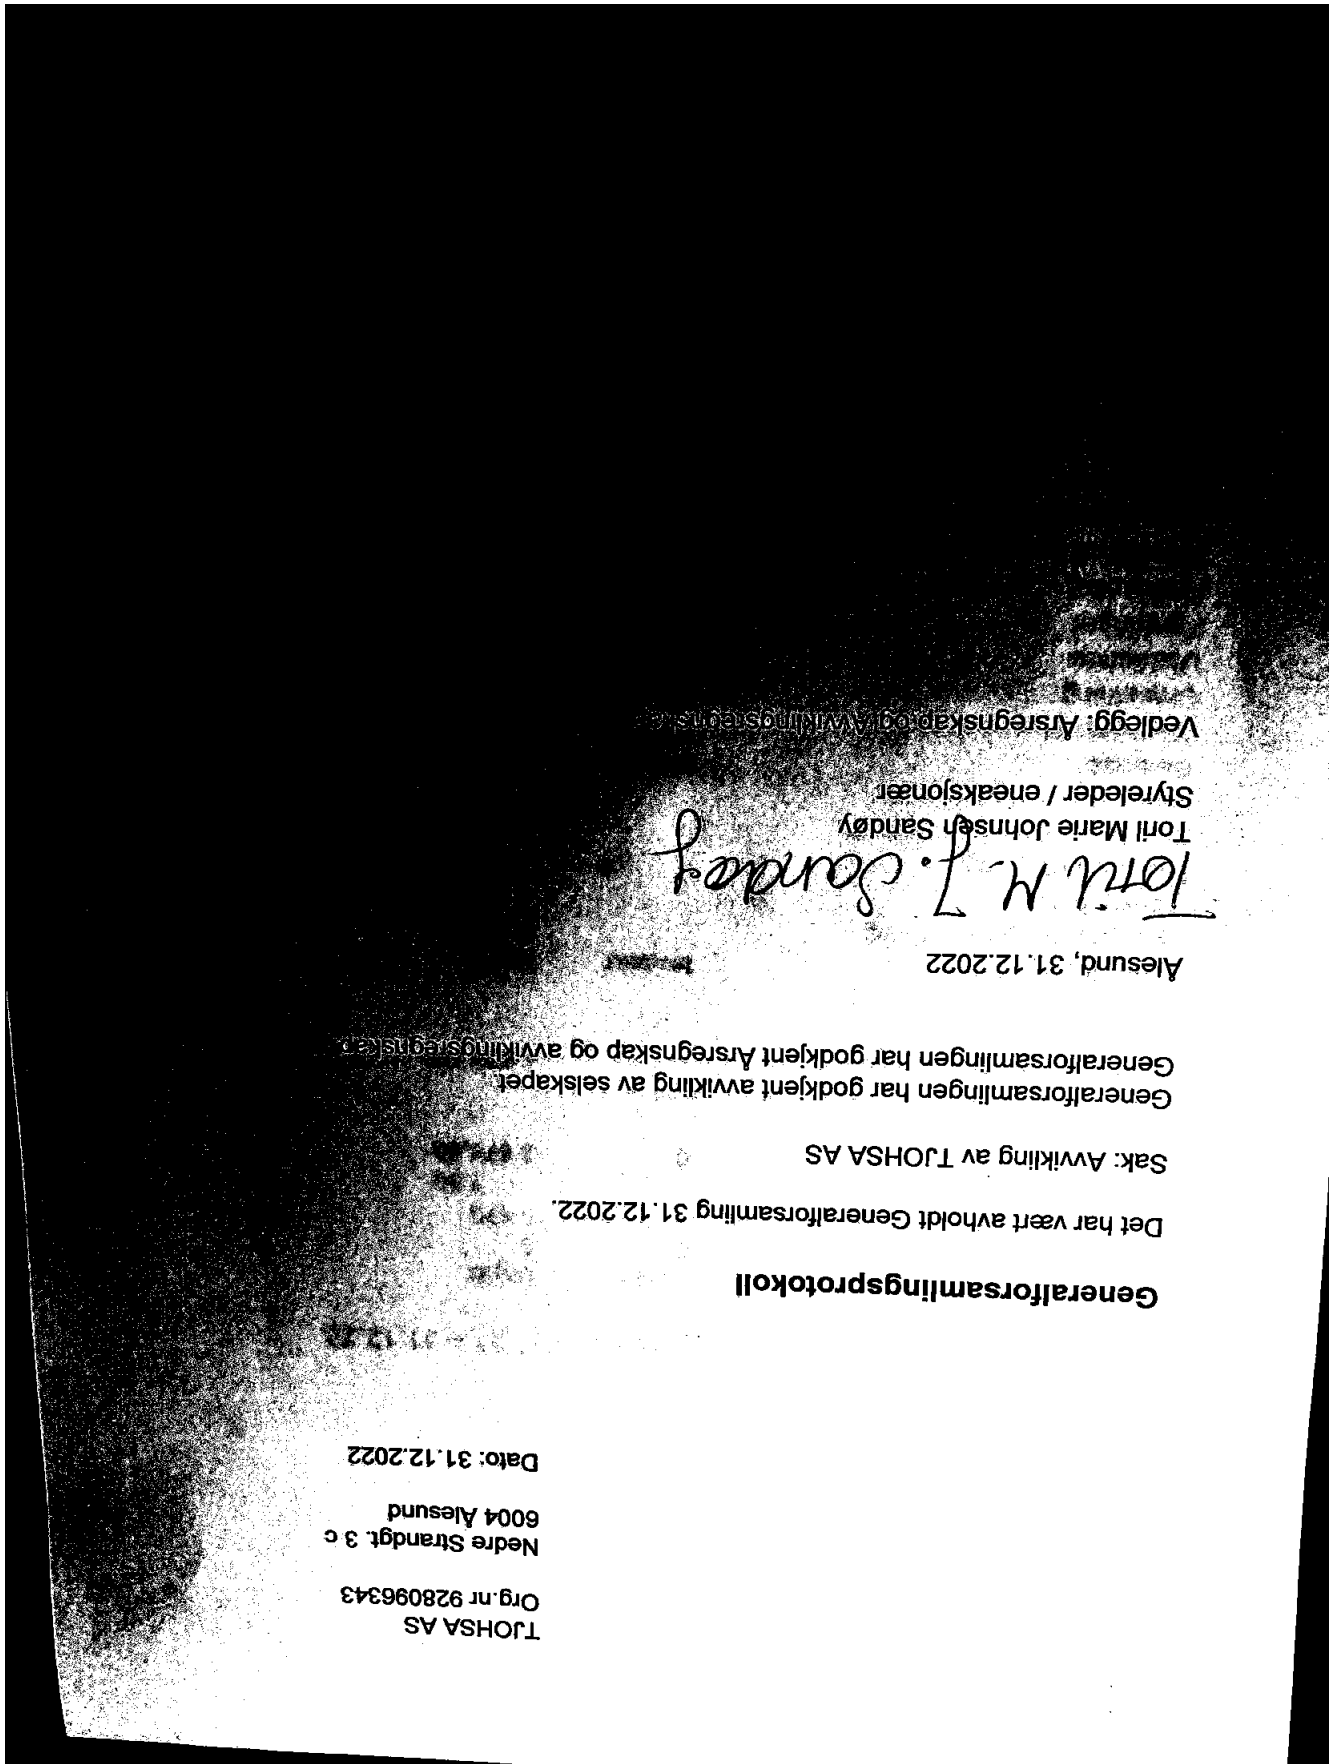 TJOHSA AS
Org.nr 928096343
Nedre Strandgt. 3 c
6004 Ålesund
Dato: 31.12.2022
Generalforsamlingsprotokoll
Det har vært avholdt Generalforsamling 31.12.2022.
Sak: Avvikling av TJOHSA AS
Generalforsamlingen har godkjent avvikling av selskapet.
Generalforsamlingen har godkjent Årsregnskap og avviklingsregnskap
Ålesund, 31.12.2022
Toril M. J. Sandøy
Toril Marie Johnsen Sandøy
Styreleder / eneaksjonær
Vedlegg: Årsregnskap og Avviklingsregns